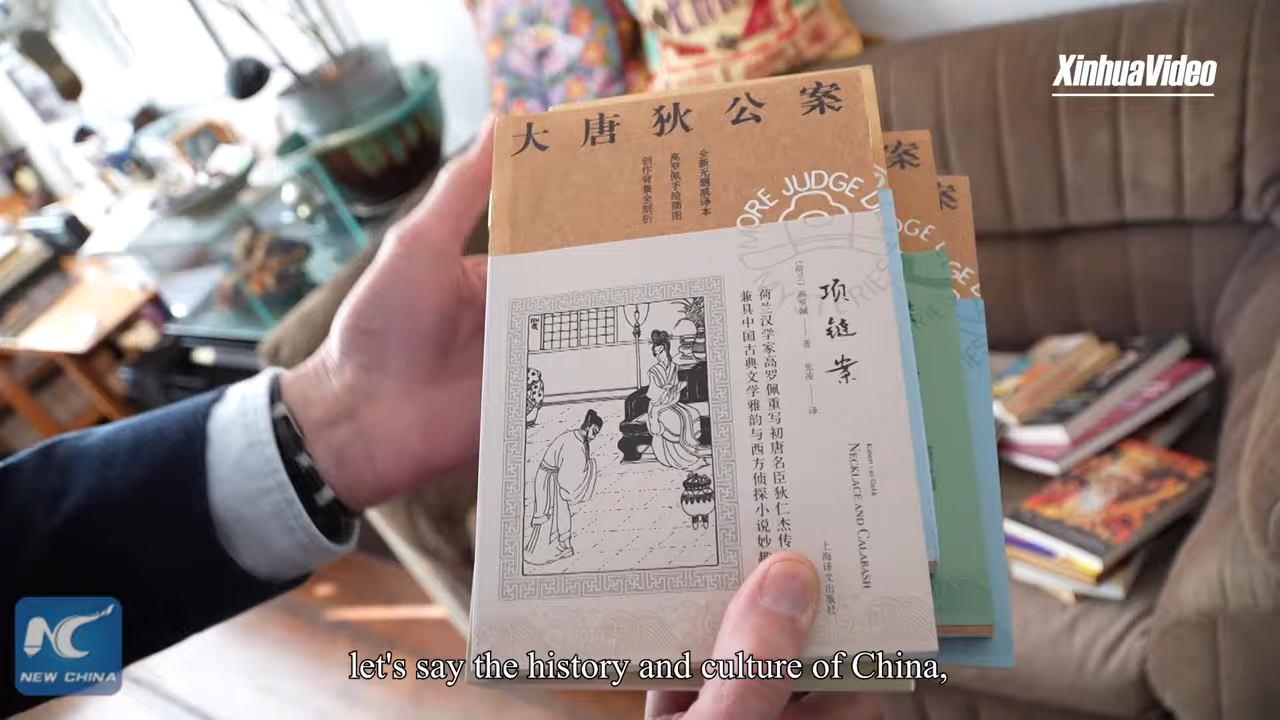 XinhuaVideo
大唐狄公案
全新无删减译本
高罗佩手绘插图
创作背景全剖析
MORE JUDGE D
项链案
〔荷兰〕高罗佩——著 张凌——译
荷兰汉学家高罗佩重写初唐名臣狄仁杰传
兼具中国古典文学雅韵与西方侦探小说妙趣
Robert van Gulik
NECKLACE AND CALABASH
上海译文出版社
案
案
NC
NEW CHINA
let's say the history and culture of China,